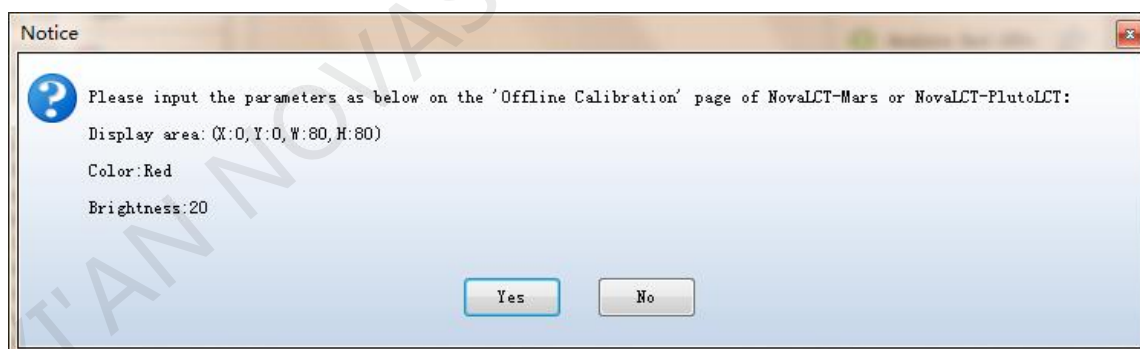 Notice
Please input the parameters as below on the 'Offline Calibration' page of NovaLCT-Mars or NovaLCT-PlutoLCT:
Display area:(X:0,Y:0,W:80,H:80)
Color:Red
Brightness:20
Yes
No